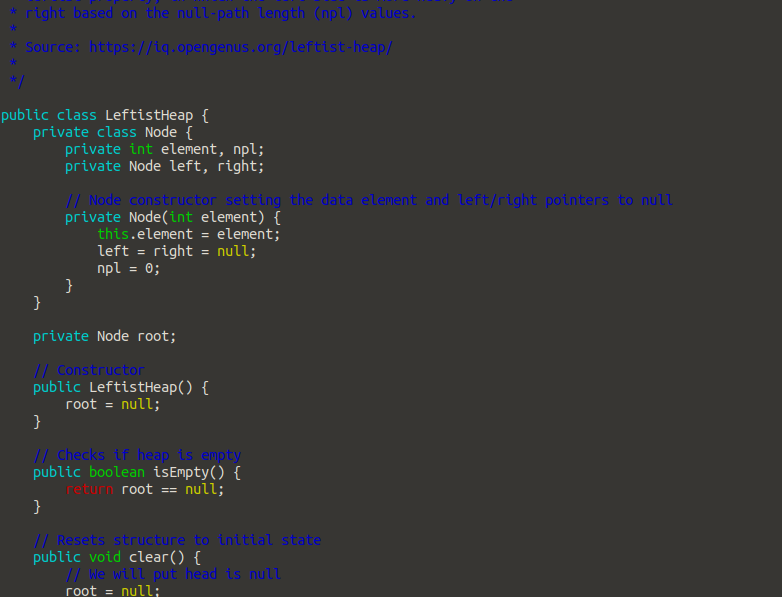 * right based on the null-path length (npl) values.
*
* Source: https://iq.opengenus.org/leftist-heap/
*
*/
public class LeftistHeap {
    private class Node {
        private int element, npl;
        private Node left, right;
        // Node constructor setting the data element and left/right pointers to null
        private Node(int element) {
            this.element = element;
            left = right = null;
            npl = 0;
        }
    }
    private Node root;
    // Constructor
    public LeftistHeap() {
        root = null;
    }
    // Checks if heap is empty
    public boolean isEmpty() {
        return root == null;
    }
    // Resets structure to initial state
    public void clear() {
        // We will put head is null
        root = null;